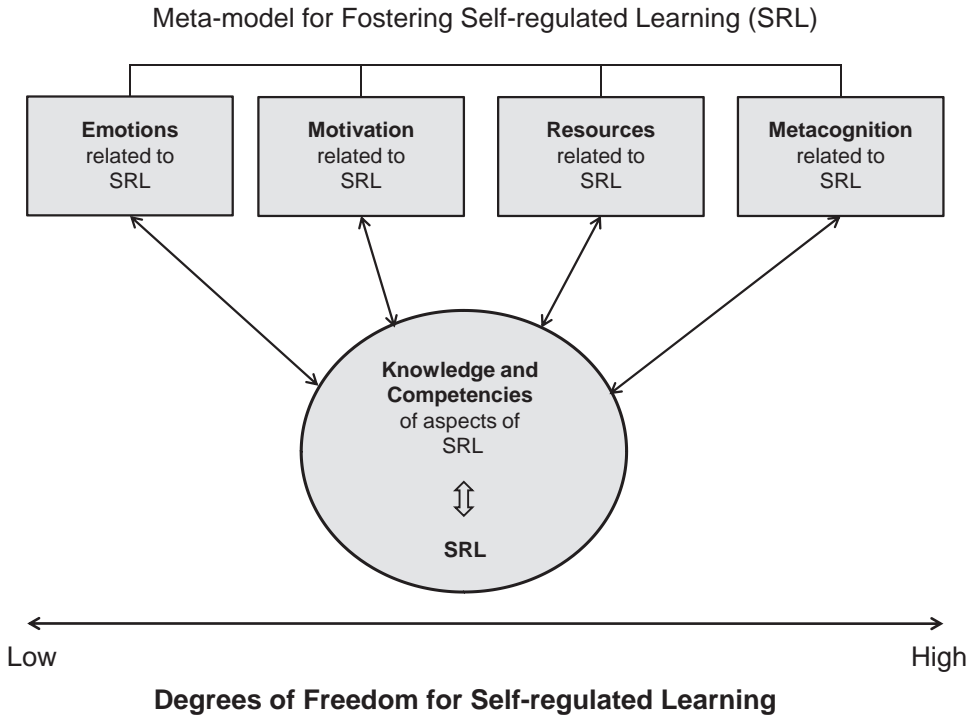 Meta-model for Fostering Self-regulated Learning (SRL)
Emotions
related to
SRL
Motivation
related to
SRL
Resources
related to
SRL
Metacognition
related to
SRL
Knowledge and
Competencies
of aspects of
SRL
SRL
Low
High
Degrees of Freedom for Self-regulated Learning